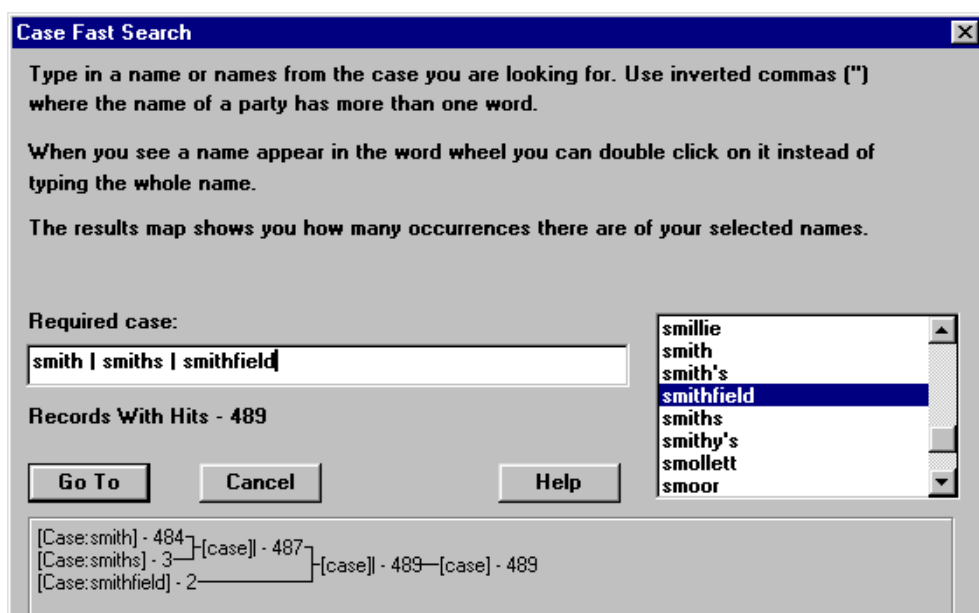 Case Fast Search
Type in a name or names from the case you are looking for. Use inverted commas (")
where the name of a party has more than one word.
When you see a name appear in the word wheel you can double click on it instead of
typing the whole name.
The results map shows you how many occurrences there are of your selected names.
Required case:
smith | smiths | smithfield
Records With Hits - 489
Go To
Cancel
Help
smillie
smith
smith's
smithfield
smiths
smithy's
smollett
smoor
[Case:smith] - 484
[Case:smiths] - 3
[case]| - 487
[Case:smithfield] - 2
[case]| - 489
[case] - 489